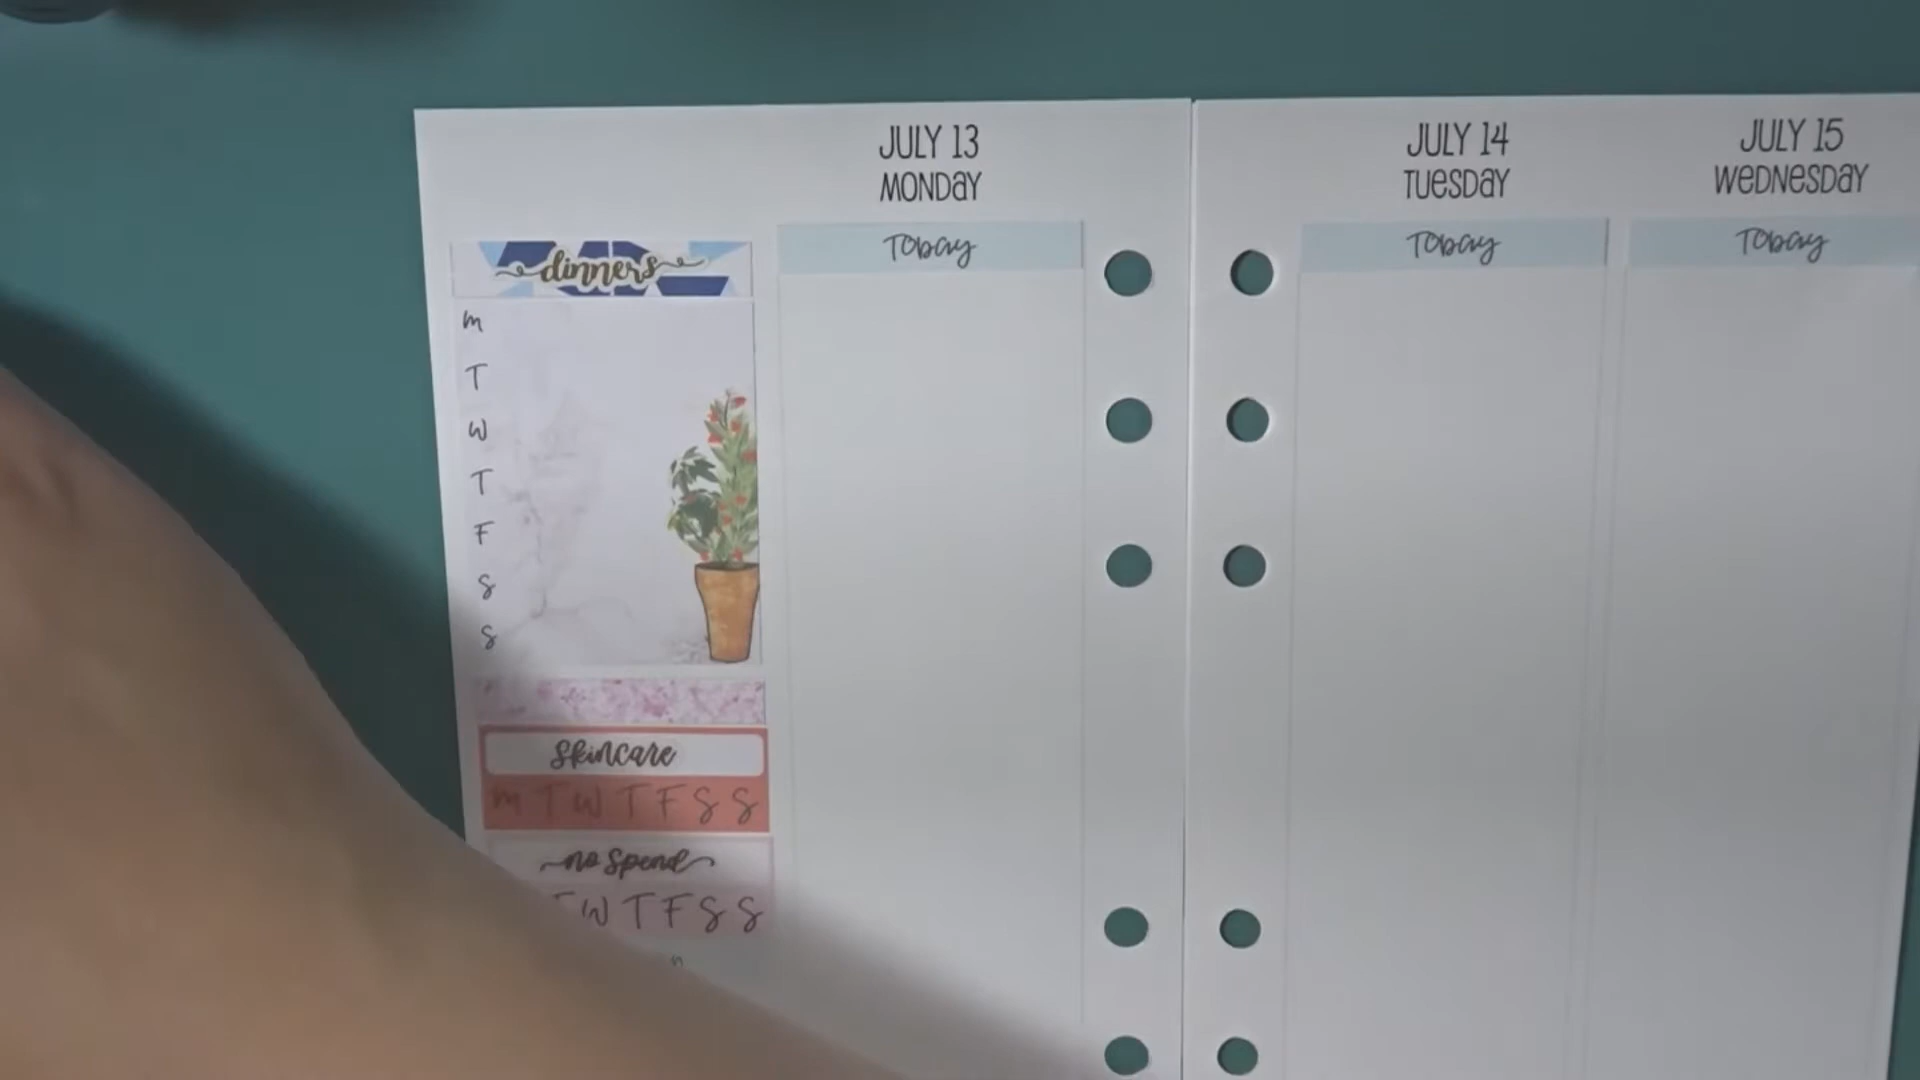 JULY 13
MONDAY
JULY 14
TUESDAY
JULY 15
WEDNESDAY
TODAY
TODAY
TODAY
dinners
m
T
W
T
F
S
S
skincare
m T W T F S S
no spend
W T F S S